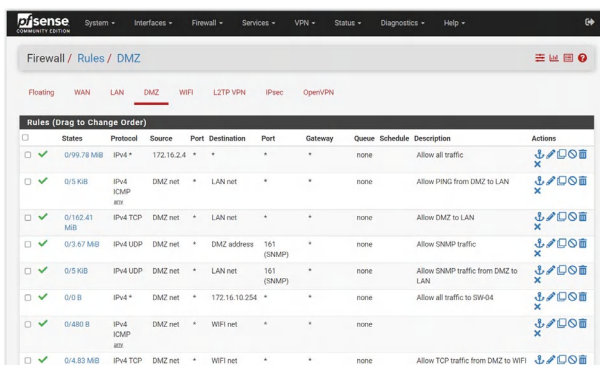 pfsense System Interfaces Firewall Services VPN Status Diagnostics Help
COMMUNITY EDITION
Firewall / Rules / DMZ
Floating WAN LAN DMZ WIFI L2TP VPN IPsec OpenVPN
Rules (Drag to Change Order)
States Protocol Source Port Destination Port Gateway Queue Schedule Description Actions
0/99.78 MiB IPv4 * 172.16.2.4 * * * * none Allow all traffic
0/5 KiB IPv4 ICMP any DMZ net * LAN net * * none Allow PING from DMZ to LAN
0/162.41 MiB IPv4 TCP DMZ net * LAN net * * none Allow DMZ to LAN
0/3.67 MiB IPv4 UDP DMZ net * DMZ address 161 (SNMP) * none Allow SNMP traffic
0/5 KiB IPv4 UDP DMZ net * LAN net 161 (SNMP) * none Allow SNMP traffic from DMZ to LAN
0/0 B IPv4 * DMZ net * 172.16.10.254 * * none Allow all traffic to SW-04
0/480 B IPv4 ICMP any DMZ net * WIFI net * * none
0/4.83 MiB IPv4 TCP DMZ net * WIFI net * * none Allow TCP traffic from DMZ to WIFI